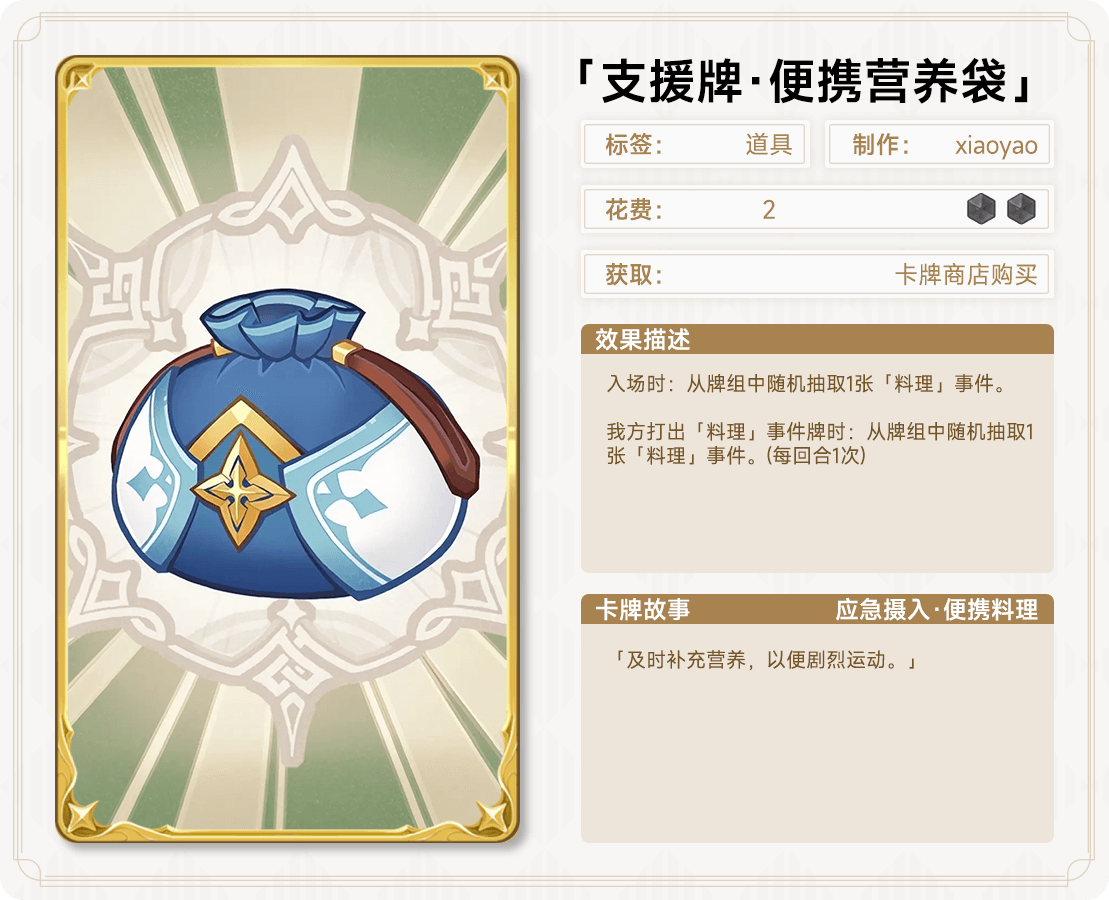 「支援牌·便携营养袋」
标签： 道具 制作： xiaoyao
花费： 2
获取： 卡牌商店购买
效果描述
入场时：从牌组中随机抽取1张「料理」事件。
我方打出「料理」事件牌时：从牌组中随机抽取1
张「料理」事件。(每回合1次)
卡牌故事 应急摄入·便携料理
「及时补充营养，以便剧烈运动。」